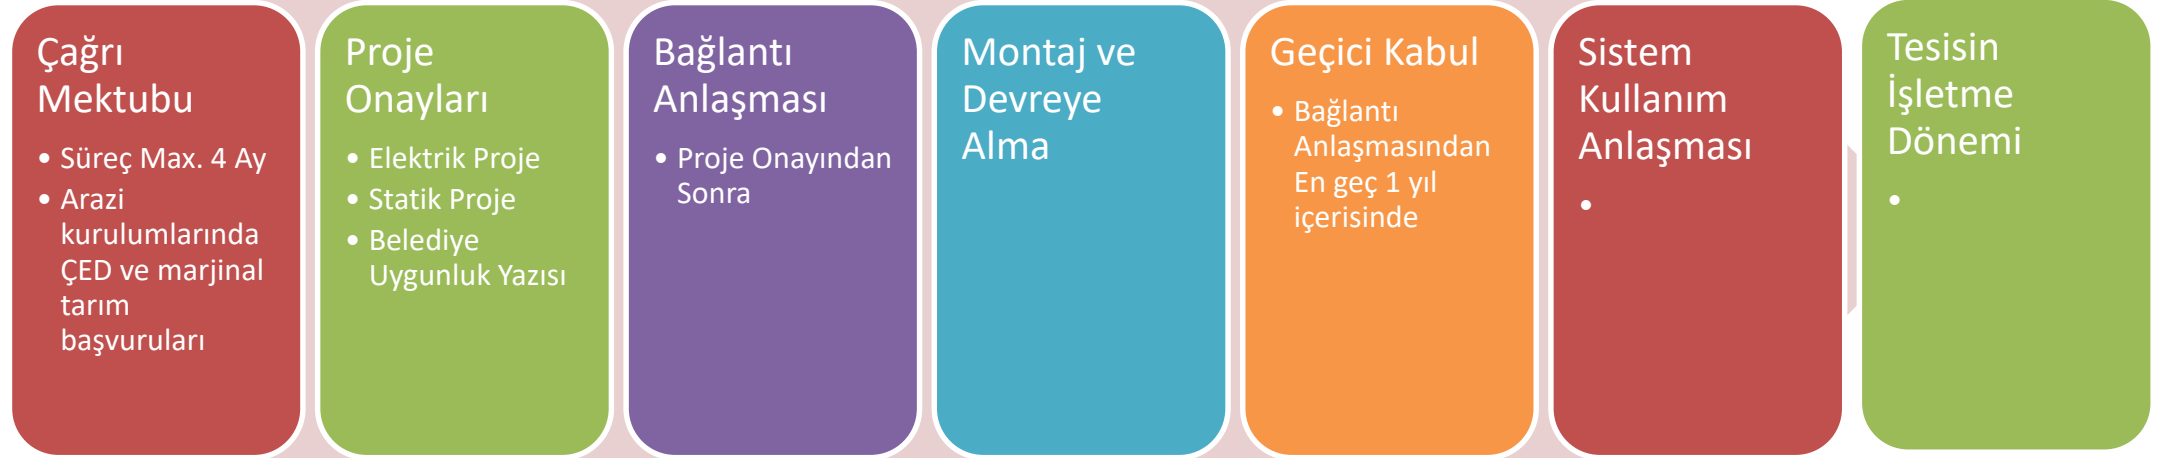 Çağrı
Mektubu
• Süreç Max. 4 Ay
• Arazi
kurulumlarında
ÇED ve marjinal
tarım
başvuruları
Proje
Onayları
• Elektrik Proje
• Statik Proje
• Belediye
Uygunluk Yazısı
Bağlantı
Anlaşması
• Proje Onayından
Sonra
Montaj ve
Devreye
Alma
Geçici Kabul
• Bağlantı
Anlaşmasından
En geç 1 yıl
içerisinde
Sistem
Kullanım
Anlaşması
•
Tesisin
İşletme
Dönemi
•